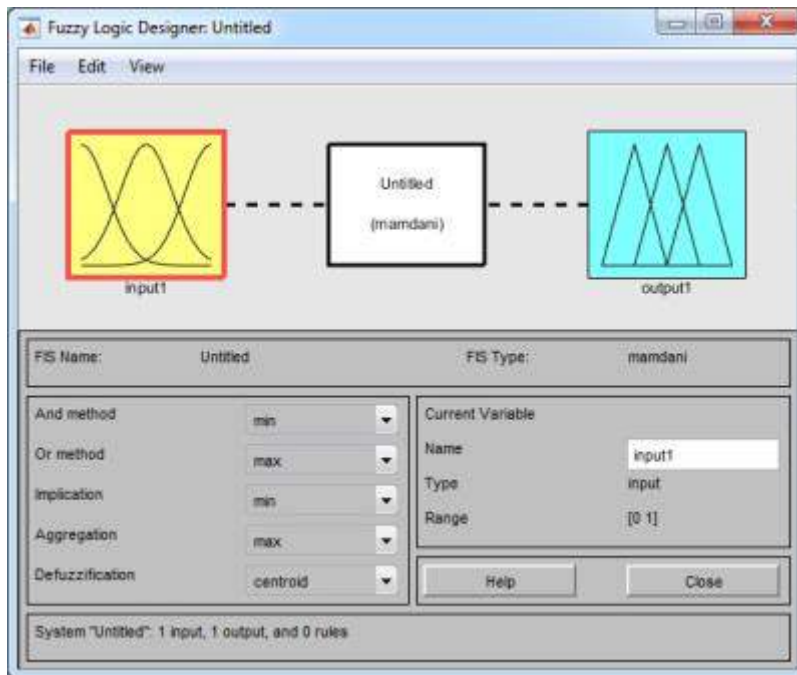 Fuzzy Logic Designer: Untitled
File Edit View
Untitled
(mamdani)
input1
output1
FIS Name: Untitled FIS Type: mamdani
And method min
Or method max
Implication min
Aggregation max
Defuzzification centroid
Current Variable
Name input1
Type input
Range [0 1]
Help Close
System "Untitled": 1 input, 1 output, and 0 rules